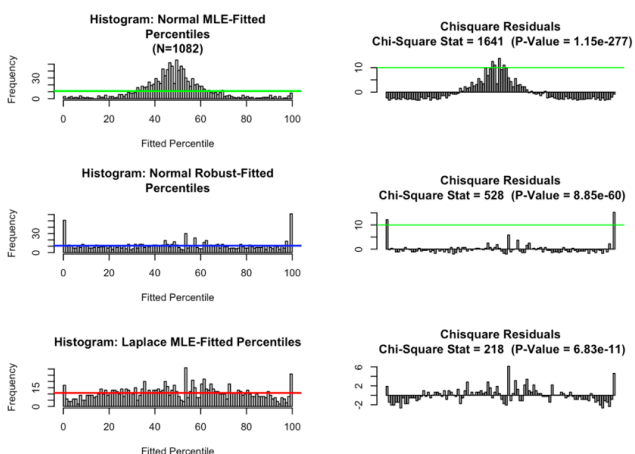 Histogram: Normal MLE-Fitted
Percentiles
(N=1082)
Frequency
0 30
0 20 40 60 80 100
Fitted Percentile
Chisquare Residuals
Chi-Square Stat = 1641 (P-Value = 1.15e-277)
0 10
Histogram: Normal Robust-Fitted
Percentiles
Frequency
0 30
0 20 40 60 80 100
Fitted Percentile
Chisquare Residuals
Chi-Square Stat = 528 (P-Value = 8.85e-60)
0 10
Histogram: Laplace MLE-Fitted Percentiles
Frequency
0 15
0 20 40 60 80 100
Fitted Percentile
Chisquare Residuals
Chi-Square Stat = 218 (P-Value = 6.83e-11)
-2 2 6